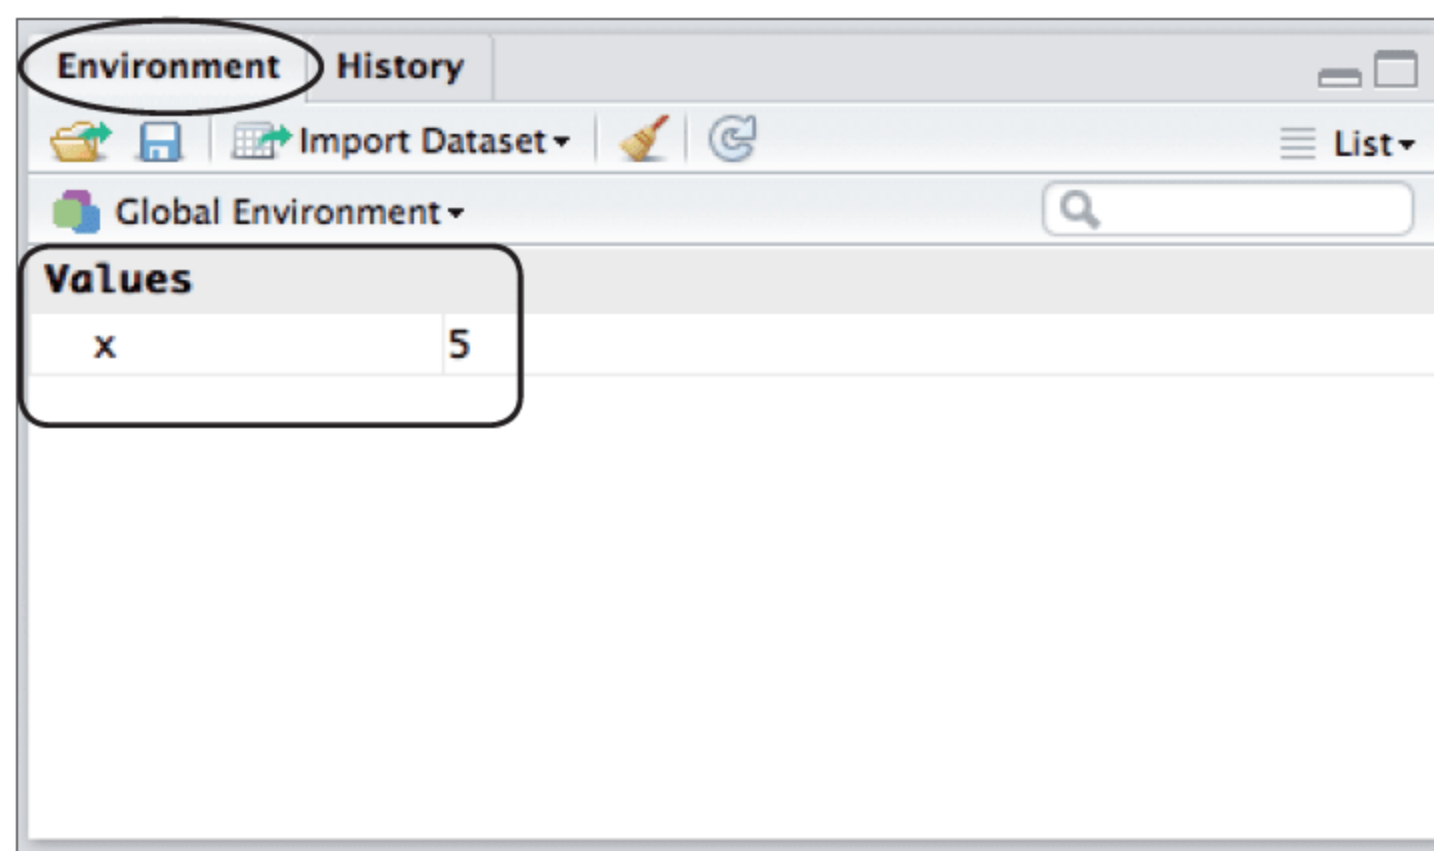 Environment History
Import Dataset List
Global Environment
Values
x 5